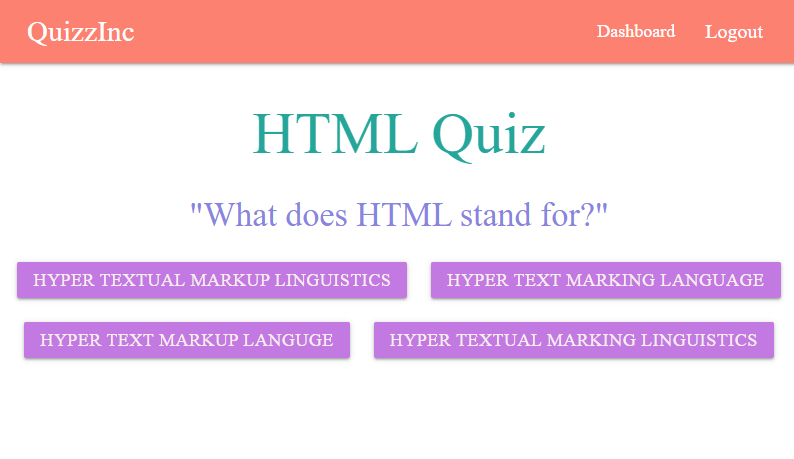 QuizzInc Dashboard Logout
HTML Quiz
"What does HTML stand for?"
HYPER TEXTUAL MARKUP LINGUISTICS HYPER TEXT MARKING LANGUAGE
HYPER TEXT MARKUP LANGUGE HYPER TEXTUAL MARKING LINGUISTICS